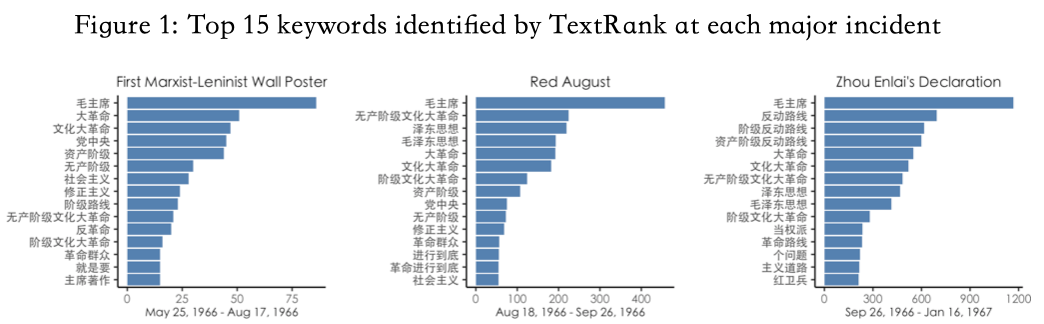 Figure 1: Top 15 keywords identified by TextRank at each major incident
First Marxist-Leninist Wall Poster
毛主席
大革命
文化大革命
党中央
资产阶级
无产阶级
社会主义
修正主义
阶级路线
无产阶级文化大革命
反革命
阶级文化大革命
革命群众
就是要
主席著作
0 25 50 75
May 25, 1966 - Aug 17, 1966
Red August
毛主席
无产阶级文化大革命
泽东思想
毛泽东思想
大革命
文化大革命
阶级文化大革命
资产阶级
党中央
无产阶级
修正主义
革命群众
进行到底
革命进行到底
社会主义
0 100 200 300 400
Aug 18, 1966 - Sep 26, 1966
Zhou Enlai's Declaration
毛主席
反动路线
阶级反动路线
资产阶级反动路线
大革命
文化大革命
无产阶级文化大革命
泽东思想
毛泽东思想
阶级文化大革命
当权派
革命路线
个问题
主义道路
红卫兵
0 300 600 900 1200
Sep 26, 1966 - Jan 16, 1967